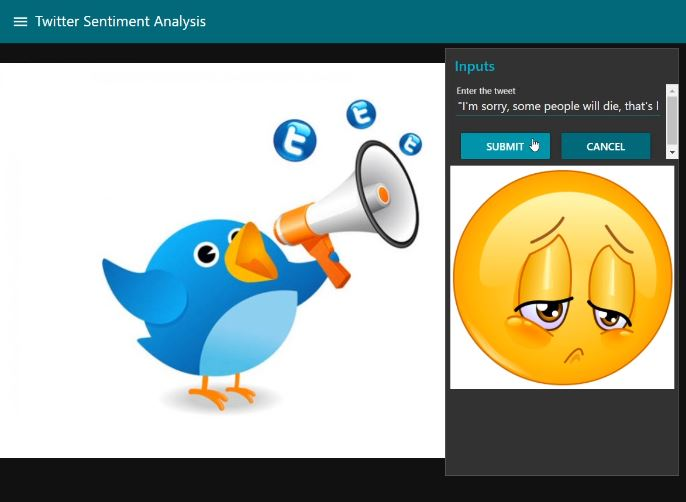 Twitter Sentiment Analysis
Inputs
Enter the tweet
"I'm sorry, some people will die, that's l
SUBMIT
CANCEL
t
t
t